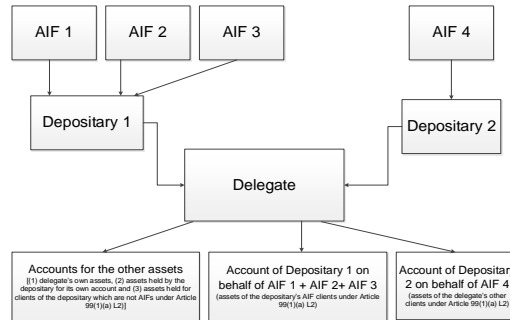 AIF 1
AIF 2
AIF 3
AIF 4
Depositary 1
Depositary 2
Delegate
Accounts for the other assets
[(1) delegate's own assets, (2) assets held by the
depositary for its own account and (3) assets held for
clients of the depositary which are not AIFs under Article
99(1)(a) L2)]
Account of Depositary 1 on
behalf of AIF 1 + AIF 2+ AIF 3
(assets of the depositary's AIF clients under Article
99(1)(a) L2)
Account of Depositary
2 on behalf of AIF 4
(assets of the delegate's other
clients under Article 99(1)(a) L2)